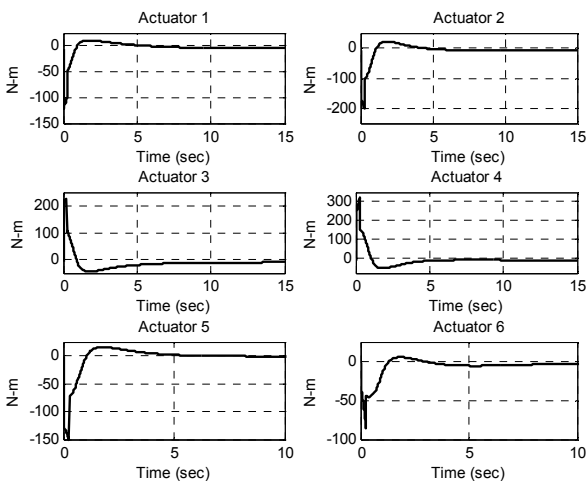 Actuator 1
Actuator 2
0
-50
-100
-150
N-m
0 5 10 15
Time (sec)
0
-100
-200
N-m
0 5 10 15
Time (sec)
Actuator 3
Actuator 4
200
100
0
N-m
0 5 10 15
Time (sec)
300
200
100
0
N-m
0 5 10 15
Time (sec)
Actuator 5
Actuator 6
0
-50
-100
-150
N-m
0 5 10
Time (sec)
0
-50
-100
N-m
0 5 10
Time (sec)